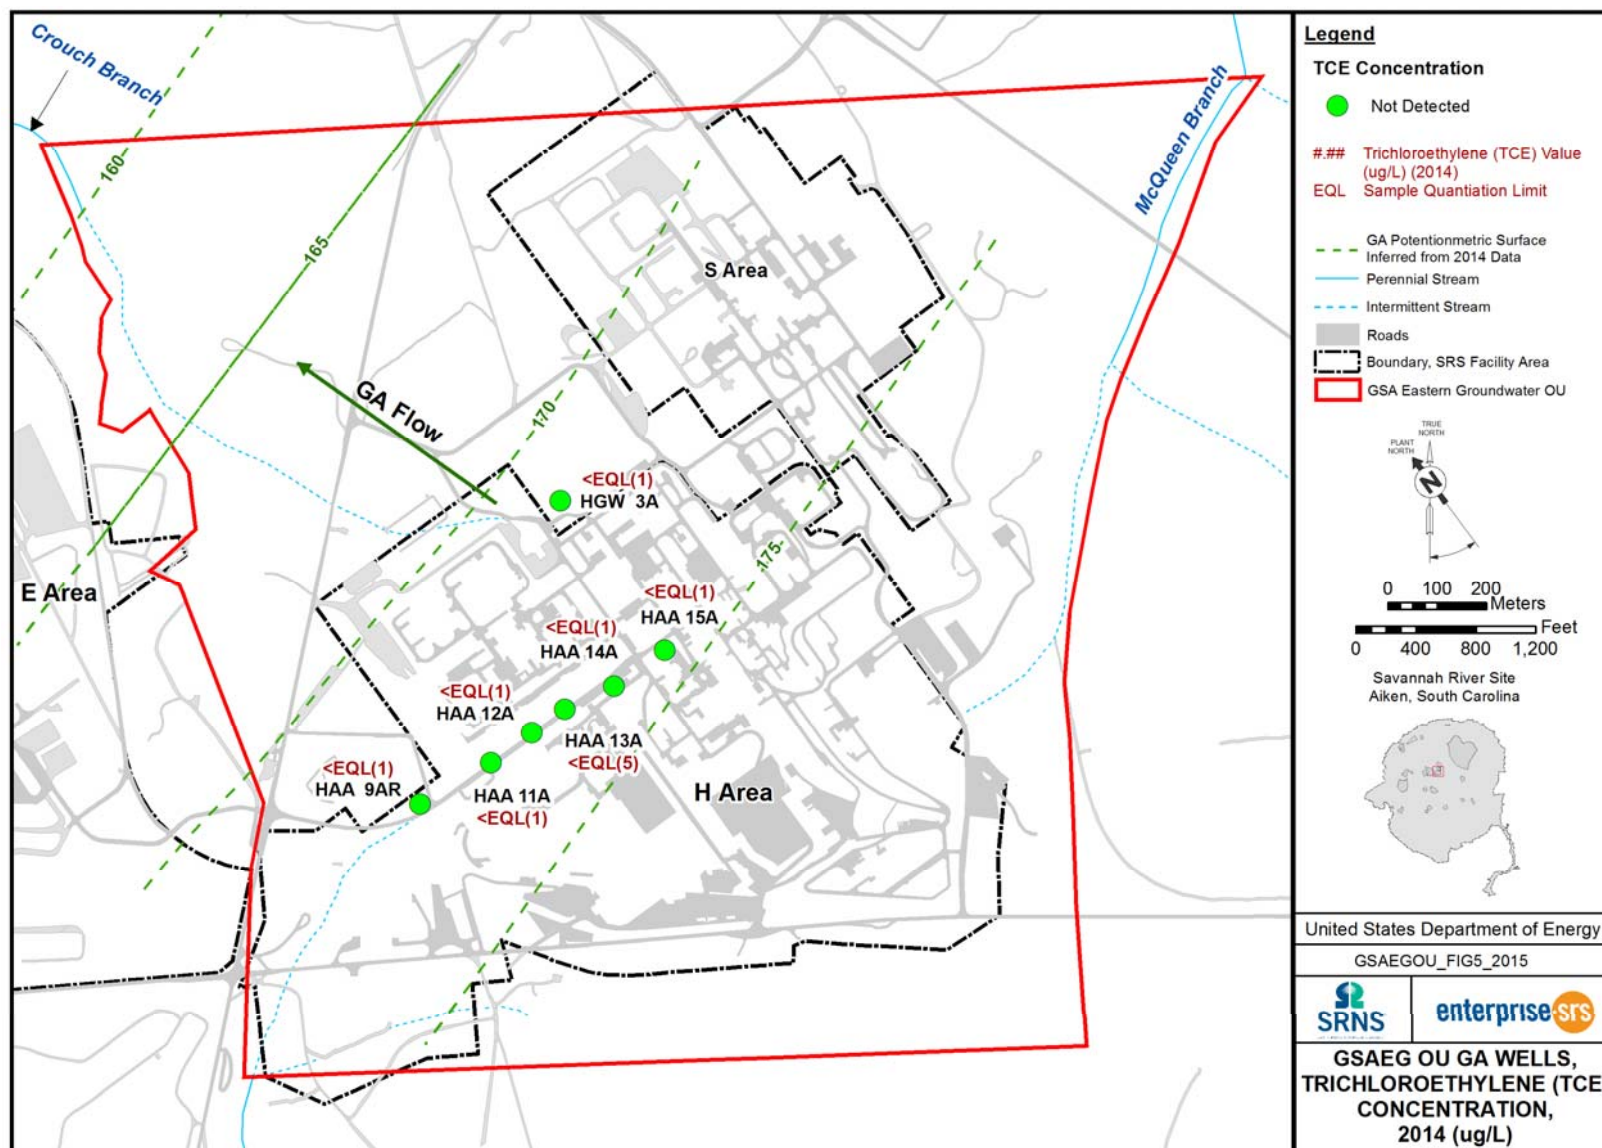 Crouch Branch
160
165
GA Flow
170
175
S Area
McQueen Branch
E Area
H Area
<EQL(1)
HGW 3A
<EQL(1)
HAA 15A
<EQL(1)
HAA 14A
<EQL(1)
HAA 12A
HAA 13A
<EQL(5)
<EQL(1)
HAA 9AR
HAA 11A
<EQL(1)
Legend
TCE Concentration
Not Detected
#.## Trichloroethylene (TCE) Value
(ug/L) (2014)
EQL Sample Quantiation Limit
GA Potentionmetric Surface
Inferred from 2014 Data
Perennial Stream
Intermittent Stream
Roads
Boundary, SRS Facility Area
GSA Eastern Groundwater OU
TRUE
NORTH
PLANT
NORTH
N
0 100 200
Meters
Feet
0 400 800 1,200
Savannah River Site
Aiken, South Carolina
United States Department of Energy
GSAEGOU_FIG5_2015
SRNS
enterprise·srs
GSAEG OU GA WELLS,
TRICHLOROETHYLENE (TCE
CONCENTRATION,
2014 (ug/L)